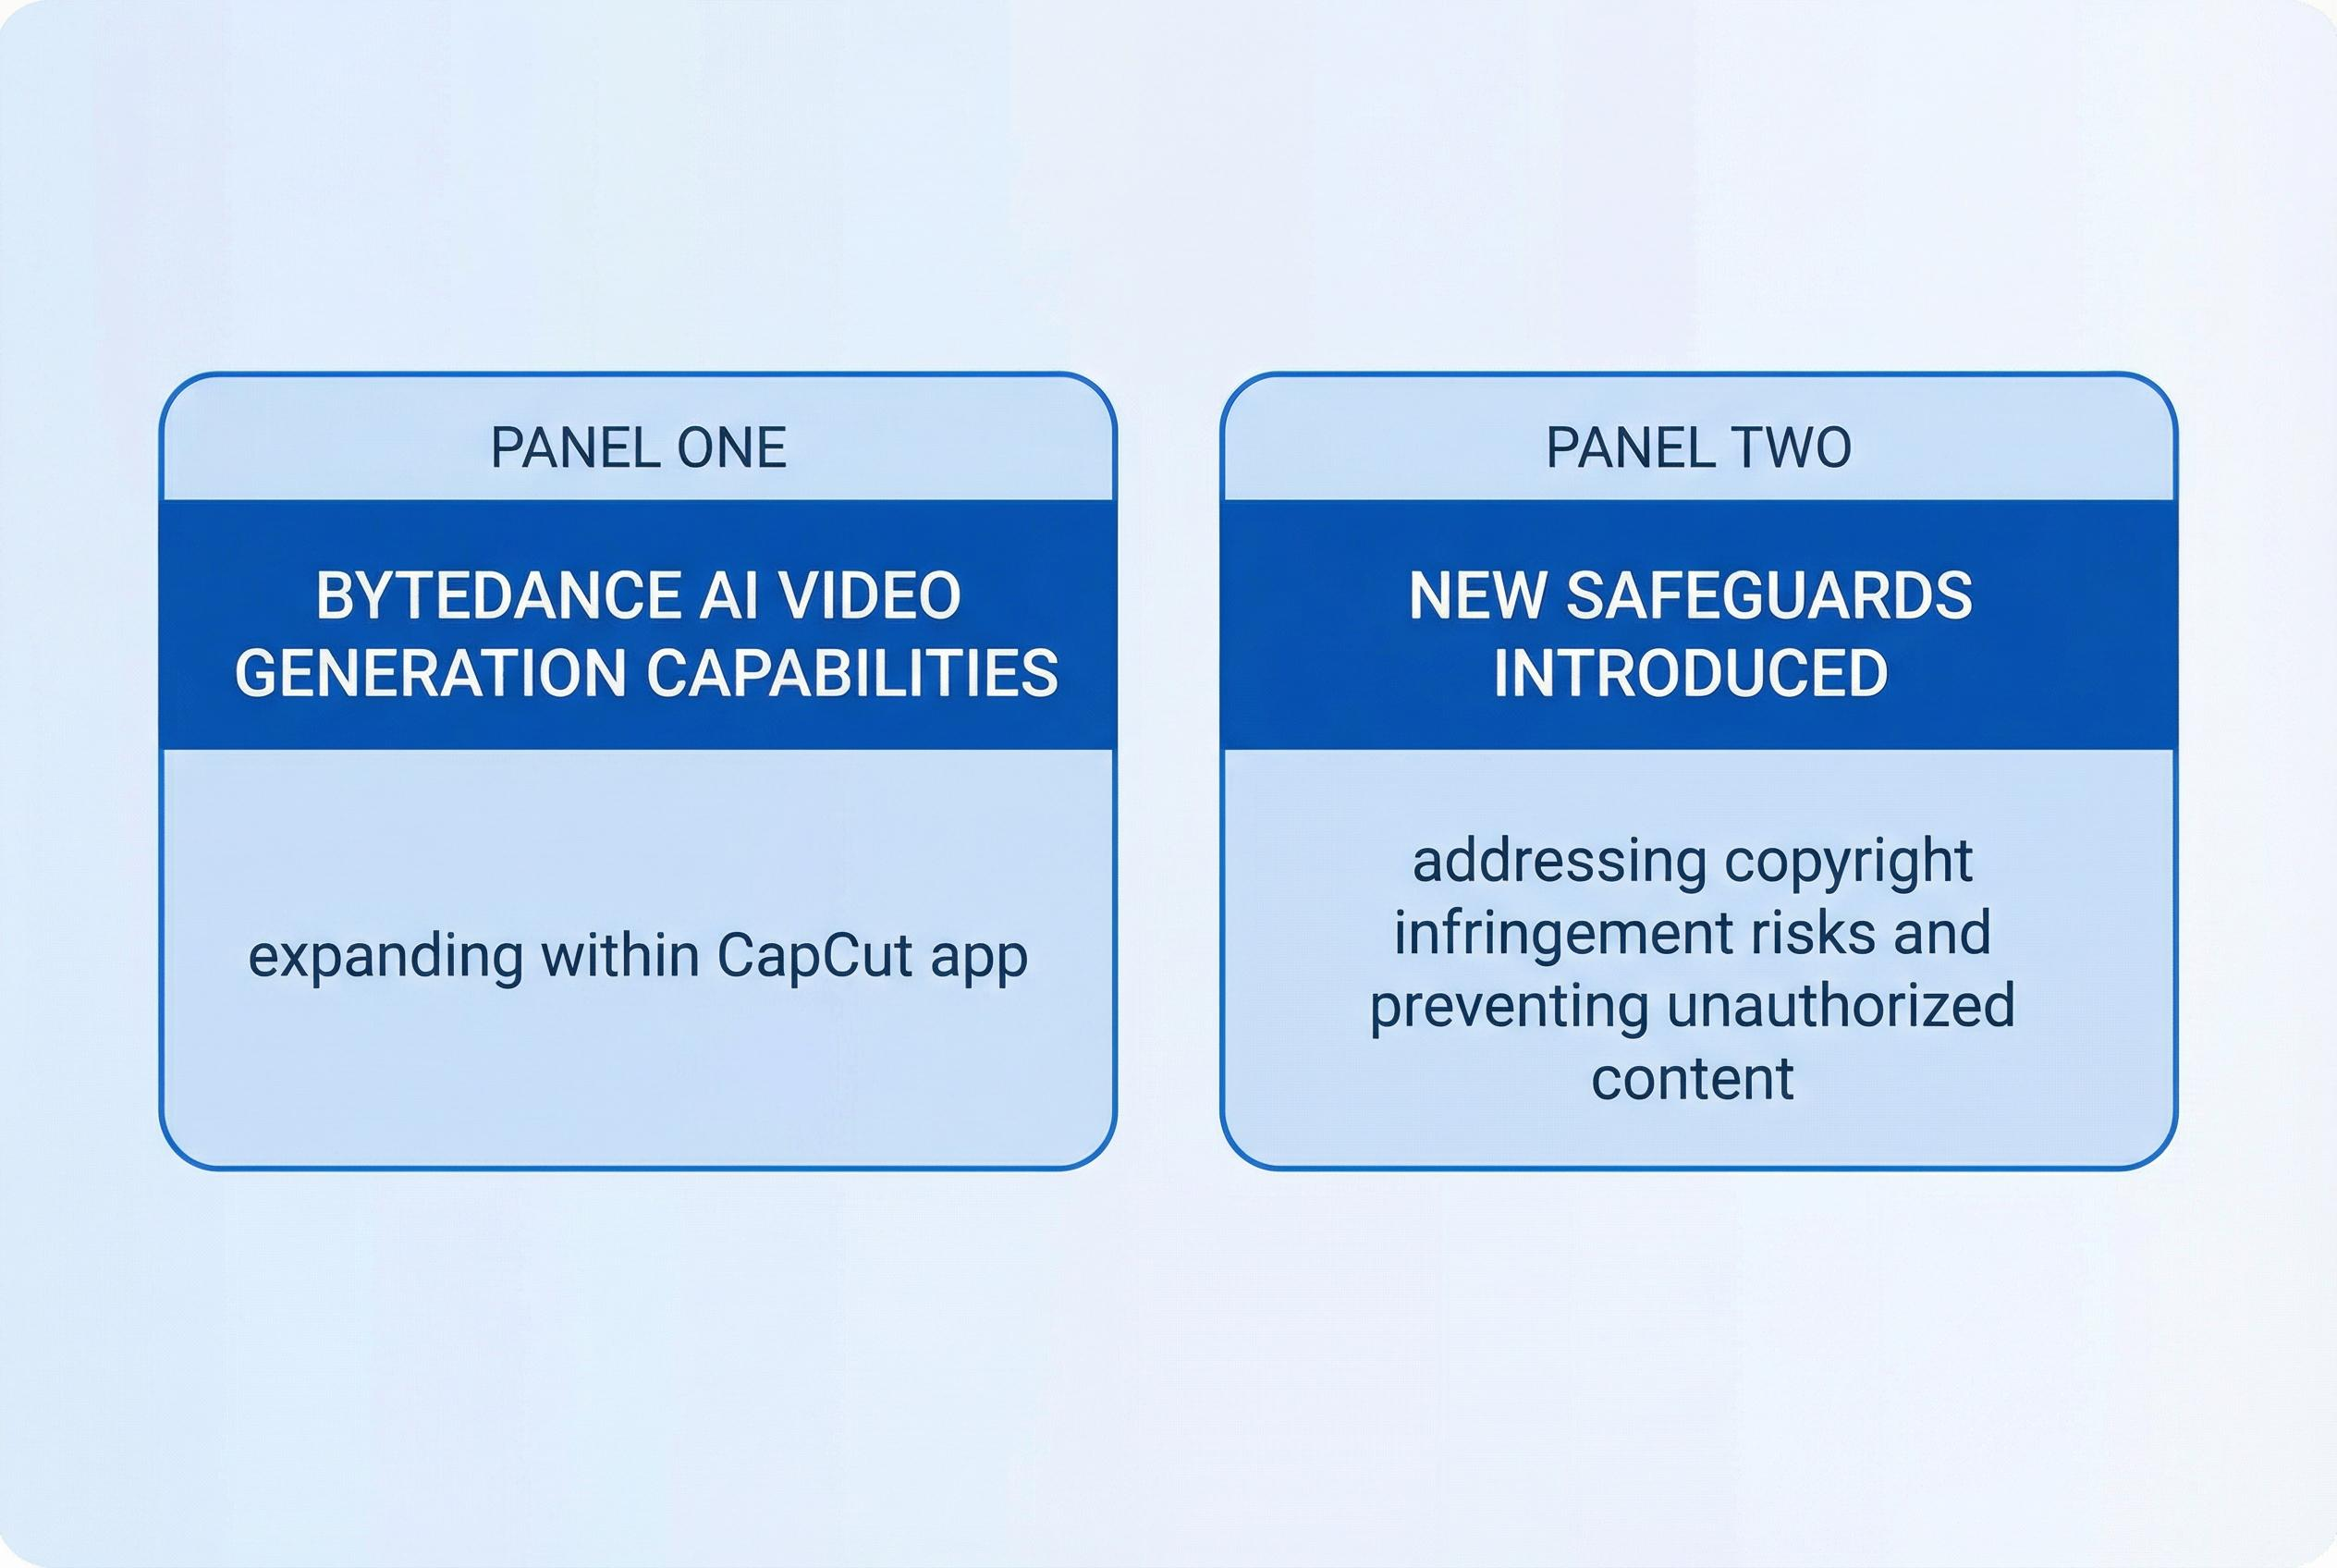 PANEL ONE
BYTEDANCE AI VIDEO
GENERATION CAPABILITIES
expanding within CapCut app
PANEL TWO
NEW SAFEGUARDS
INTRODUCED
addressing copyright
infringement risks and
preventing unauthorized
content